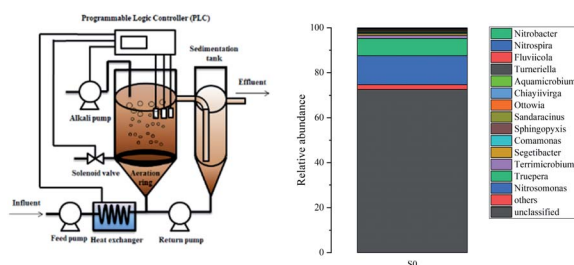 Programmable Logic Controller (PLC)
Sedimentation
tank
Effluent
Alkali pump
Solenoid valve
Aeration
ring
Influent
Feed pump
Heat exchanger
Return pump
Relative abundance
100
80
60
40
20
0
S0
Nitrobacter
Nitrospira
Fluviicola
Turneriella
Aquamicrobium
Chiayiivirga
Ottowia
Sandaracinus
Sphingopyxis
Comamonas
Segetibacter
Terrimicrobium
Truepera
Nitrosomonas
others
unclassified